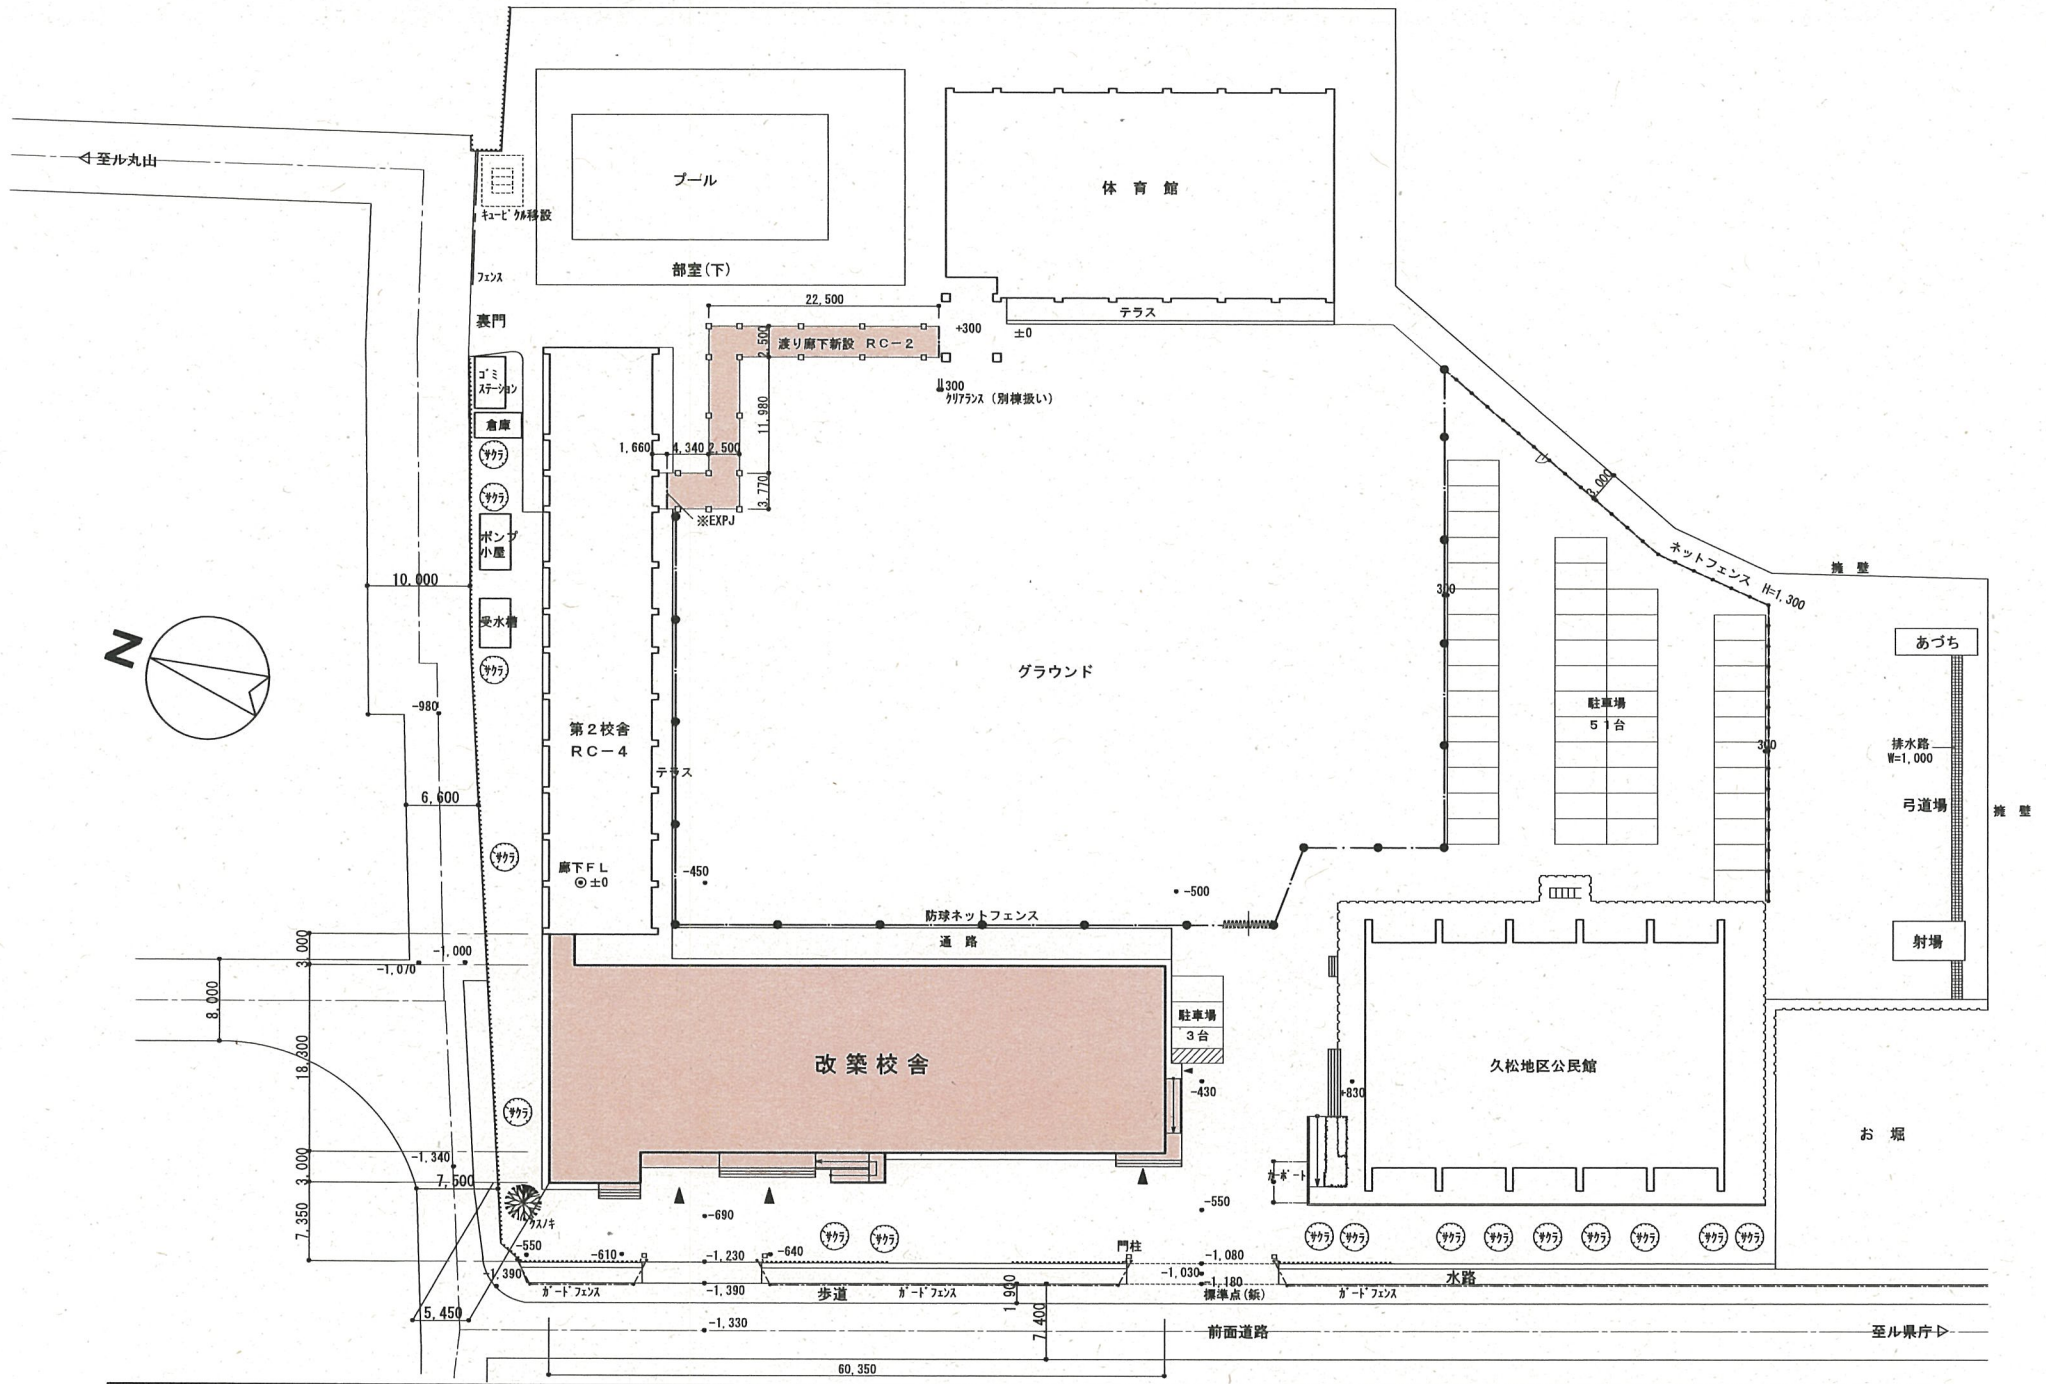 ◁ 至ル丸山
プール
体 育 館
キュービクル移設
フェンス
部室(下)
裏門
22,500
テラス
+300
±0
2,500
渡り廊下新設 RC-2
300
クリアランス (別棟扱い)
ゴミ
ステーション
倉庫
サクラ
サクラ
11,980
1,660
4,340
2,500
3,770
※EXPJ
3,000
ポンプ
小屋
ネットフェンス H=1,300
擁 壁
10,000
300
受水槽
サクラ
あづち
N
グラウンド
-980
駐車場
51台
第2校舎
RC-4
300
排水路
W=1,000
テラス
6,600
弓道場
擁 壁
サクラ
廊下FL
±0
-450
-500
防球ネットフェンス
通 路
射場
3,000
-1,000
-1,070
8,000
駐車場
3台
18,300
改築校舎
久松地区公民館
-430
+830
サクラ
お 堀
-1,340
3,000
7,500
カーポート
クスノキ
-690
-550
7,350
サクラ
サクラ
サクラ
サクラ
サクラ
サクラ
サクラ
サクラ
サクラ
サクラ
サクラ
-550
-610
-1,230
-640
門柱
-1,080
-1,390
-1,030
-1,180
水路
ガードフェンス
-1,390
歩道
ガードフェンス
標準点(鋲)
ガードフェンス
1,900
5,450
7,400
-1,330
前面道路
至ル県庁 ▷
60,350